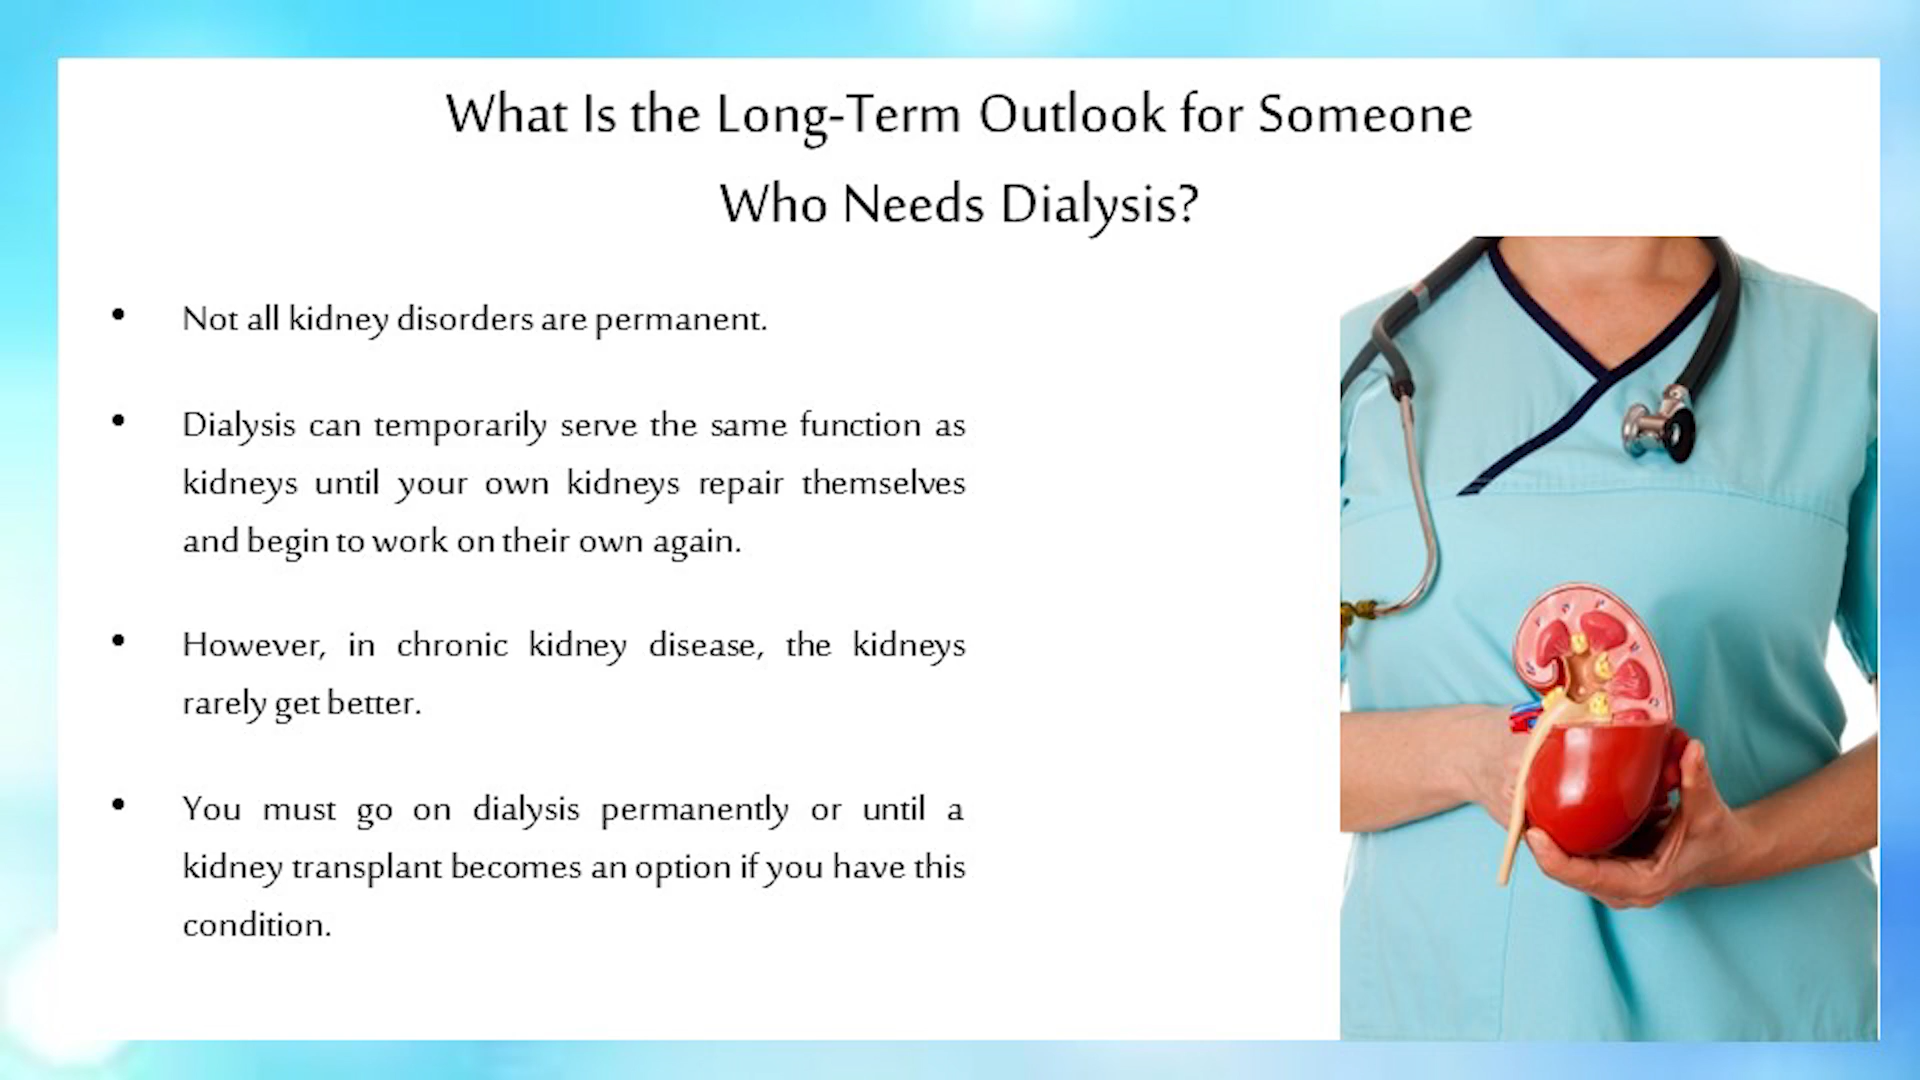 What Is the Long-Term Outlook for Someone
Who Needs Dialysis?
• Not all kidney disorders are permanent.
• Dialysis can temporarily serve the same function as
kidneys until your own kidneys repair themselves
and begin to work on their own again.
• However, in chronic kidney disease, the kidneys
rarely get better.
• You must go on dialysis permanently or until a
kidney transplant becomes an option if you have this
condition.